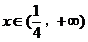 x∈(1/4, +∞)